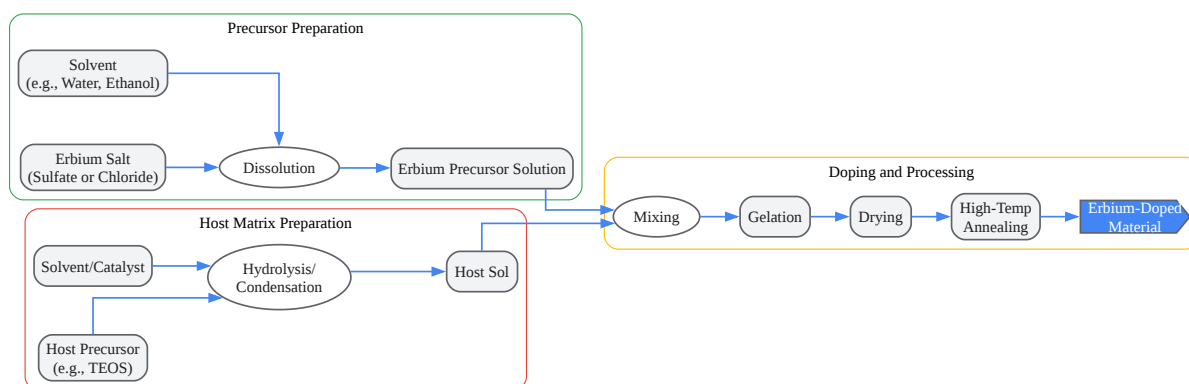 Precursor Preparation
Solvent
(e.g., Water, Ethanol)
Erbium Salt
(Sulfate or Chloride)
Dissolution
Erbium Precursor Solution
Host Matrix Preparation
Solvent/Catalyst
Hydrolysis/
Condensation
Host Sol
Host Precursor
(e.g., TEOS)
Doping and Processing
Mixing
Gelation
Drying
High-Temp
Annealing
Erbium-Doped
Material